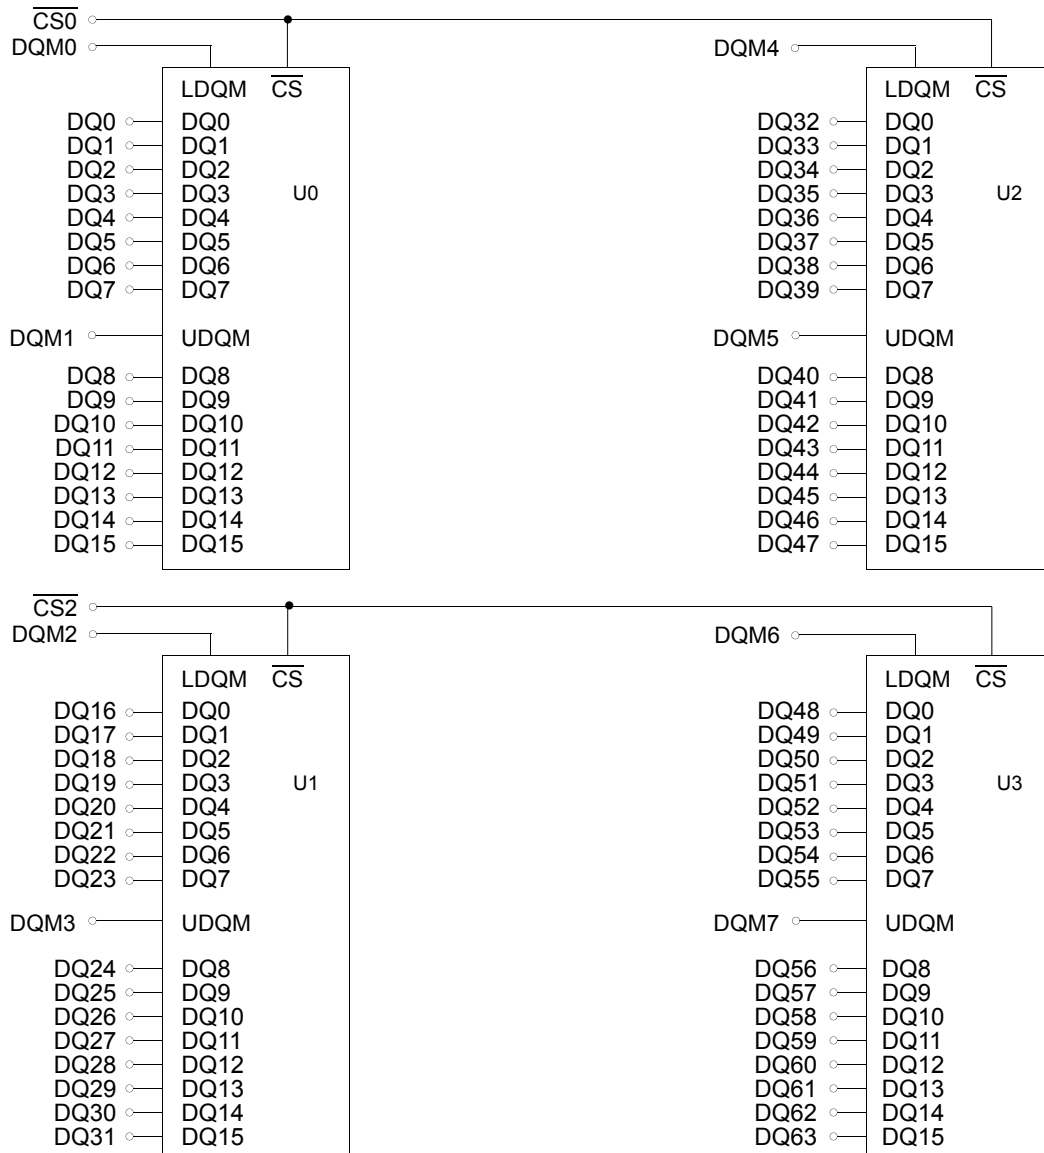 CS0
DQM0 DQM4
LDQM CS LDQM CS
DQ0 DQ0 DQ32 DQ0
DQ1 DQ1 DQ33 DQ1
DQ2 DQ2 DQ34 DQ2
DQ3 DQ3 U0 DQ35 DQ3 U2
DQ4 DQ4 DQ36 DQ4
DQ5 DQ5 DQ37 DQ5
DQ6 DQ6 DQ38 DQ6
DQ7 DQ7 DQ39 DQ7
DQM1 UDQM DQM5 UDQM
DQ8 DQ8 DQ40 DQ8
DQ9 DQ9 DQ41 DQ9
DQ10 DQ10 DQ42 DQ10
DQ11 DQ11 DQ43 DQ11
DQ12 DQ12 DQ44 DQ12
DQ13 DQ13 DQ45 DQ13
DQ14 DQ14 DQ46 DQ14
DQ15 DQ15 DQ47 DQ15
CS2
DQM2 DQM6
LDQM CS LDQM CS
DQ16 DQ0 DQ48 DQ0
DQ17 DQ1 DQ49 DQ1
DQ18 DQ2 DQ50 DQ2
DQ19 DQ3 U1 DQ51 DQ3 U3
DQ20 DQ4 DQ52 DQ4
DQ21 DQ5 DQ53 DQ5
DQ22 DQ6 DQ54 DQ6
DQ23 DQ7 DQ55 DQ7
DQM3 UDQM DQM7 UDQM
DQ24 DQ8 DQ56 DQ8
DQ25 DQ9 DQ57 DQ9
DQ26 DQ10 DQ58 DQ10
DQ27 DQ11 DQ59 DQ11
DQ28 DQ12 DQ60 DQ12
DQ29 DQ13 DQ61 DQ13
DQ30 DQ14 DQ62 DQ14
DQ31 DQ15 DQ63 DQ15